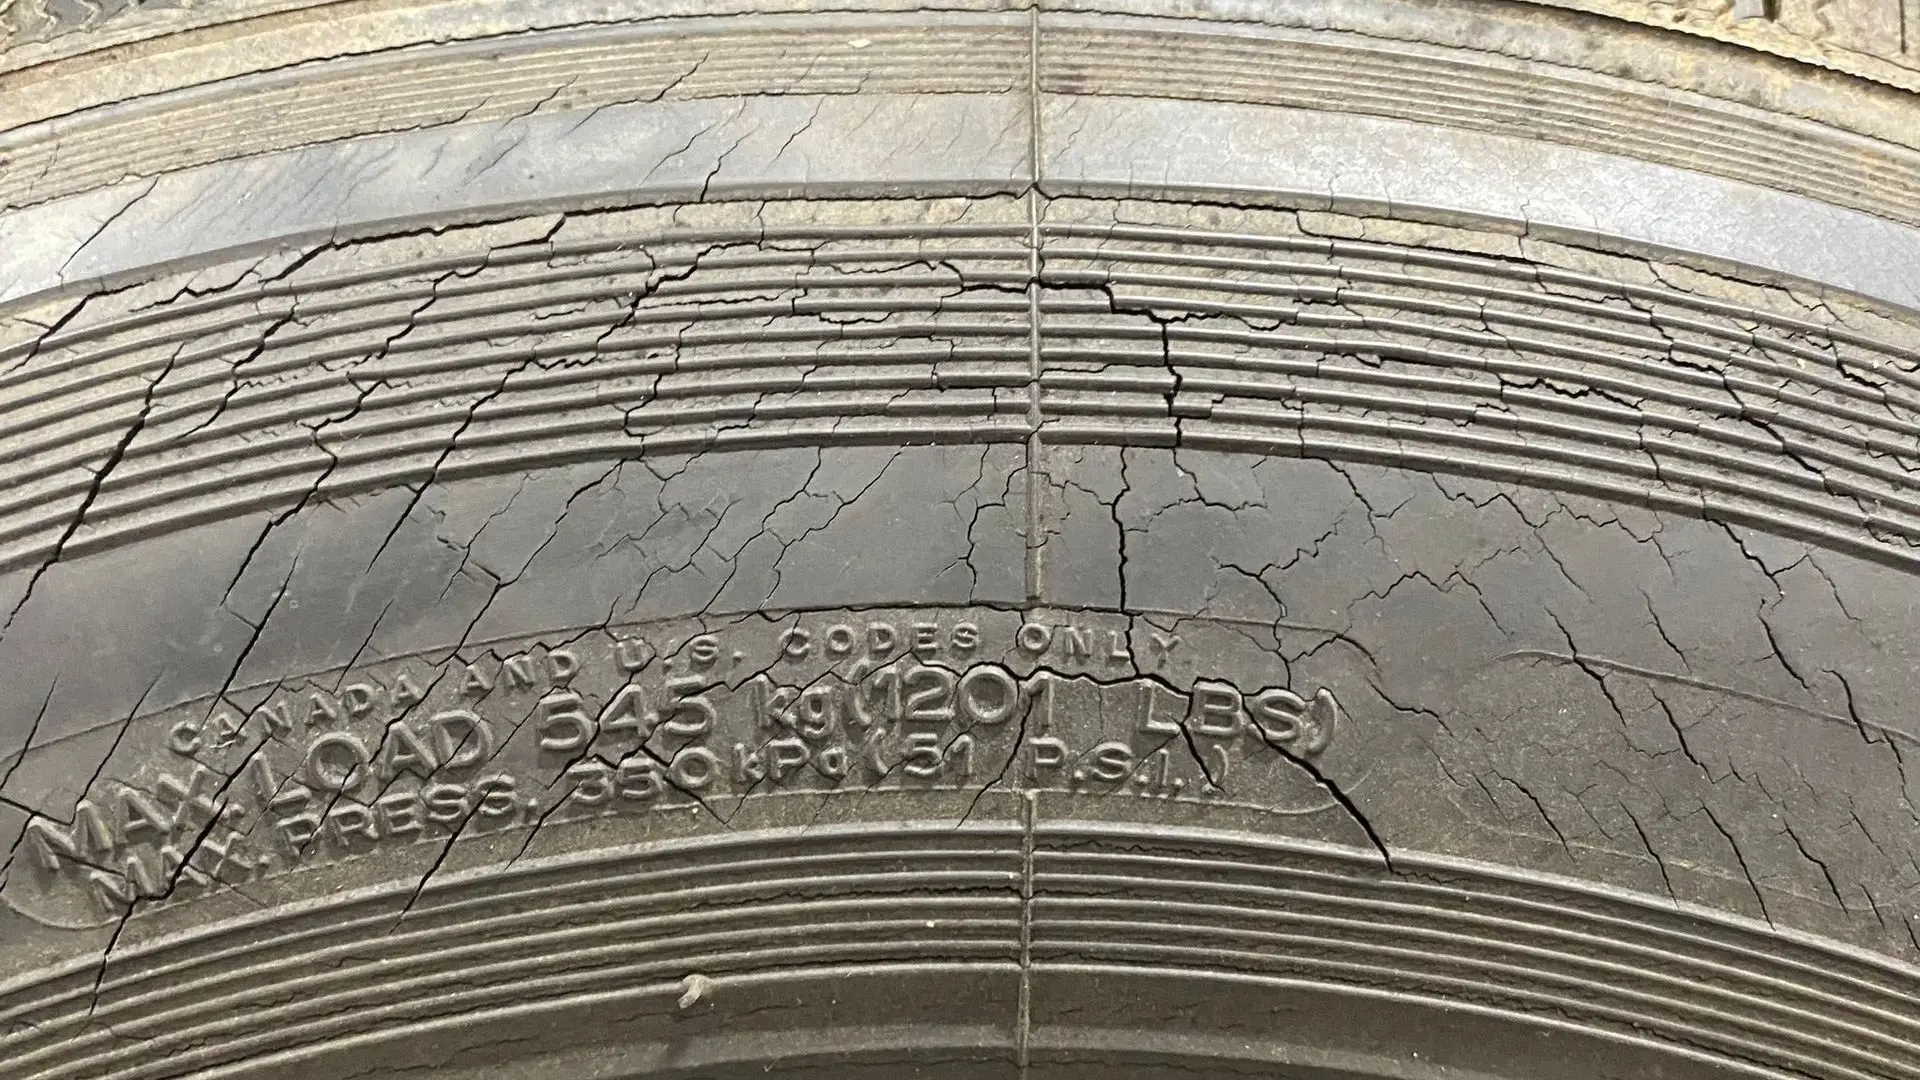 CANADA AND U.S. CODES ONLY
MAX. LOAD 545 kg (1201 LBS)
MAX. PRESS. 350 kPa (51 P.S.I.)